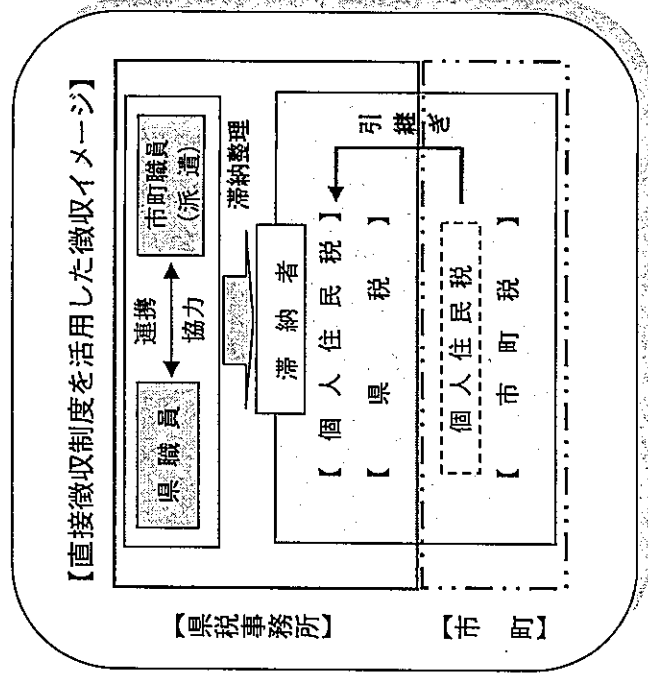 【直接徴収制度を活用した徴収イメージ】
【県税事務所】
県職員
連携
協力
市町職員
(派遣)
滞納整理
滞納者
【個人住民税】
【県税】
引継ぎ
【市町】
個人住民税
【市町税】